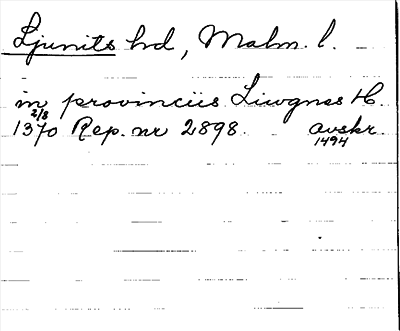 Ljunits hd, Malm. l.
in provinciis Liwgnes H.
2/8
1370 Rep. nr 2898. avskr.
1494